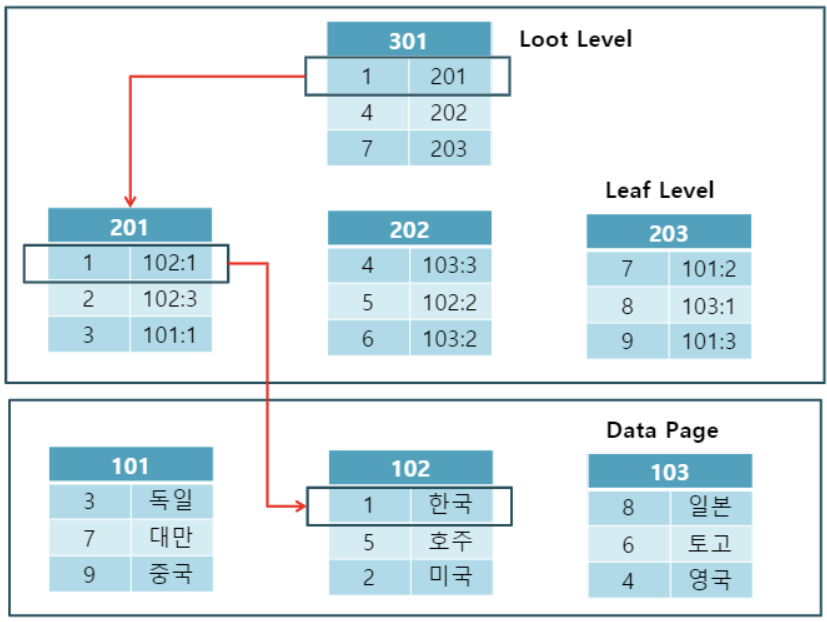 301
Loot Level
1 201
4 202
7 203
Leaf Level
201
1 102:1
2 102:3
3 101:1
202
4 103:3
5 102:2
6 103:2
203
7 101:2
8 103:1
9 101:3
Data Page
101
3 독일
7 대만
9 중국
102
1 한국
5 호주
2 미국
103
8 일본
6 토고
4 영국